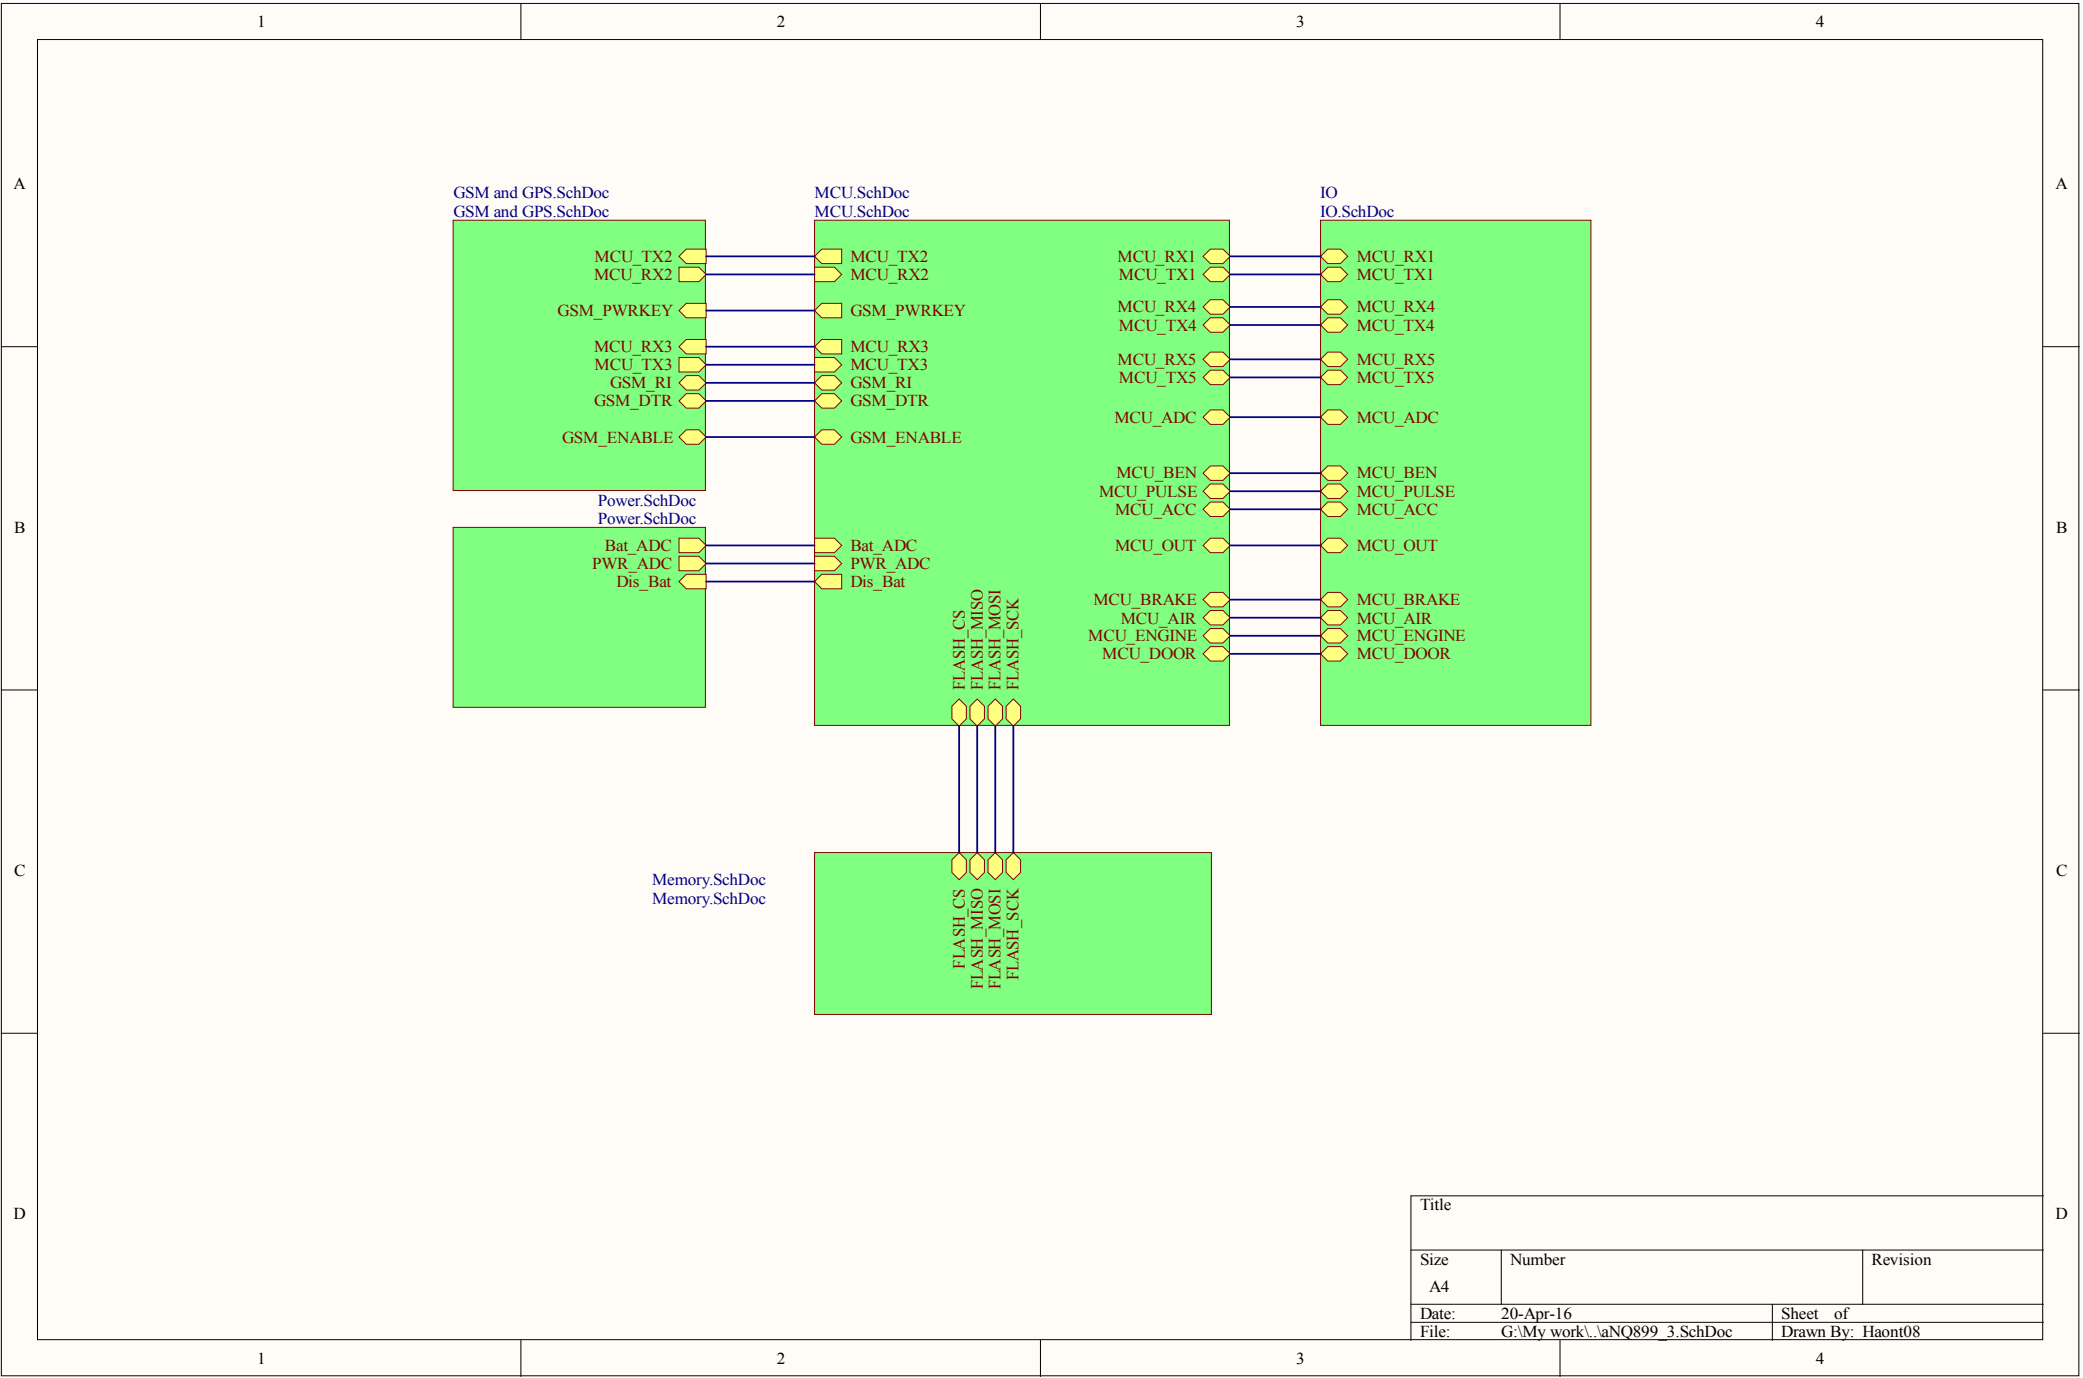 1 2 3 4
A A
GSM and GPS.SchDoc
GSM and GPS.SchDoc
MCU_TX2
MCU_RX2
GSM_PWRKEY
MCU_RX3
MCU_TX3
GSM_RI
GSM_DTR
GSM_ENABLE
MCU.SchDoc
MCU.SchDoc
MCU_TX2
MCU_RX2
GSM_PWRKEY
MCU_RX3
MCU_TX3
GSM_RI
GSM_DTR
GSM_ENABLE
Bat_ADC
PWR_ADC
Dis_Bat
MCU_RX1
MCU_TX1
MCU_RX4
MCU_TX4
MCU_RX5
MCU_TX5
MCU_ADC
MCU_BEN
MCU_PULSE
MCU_ACC
MCU_OUT
MCU_BRAKE
MCU_AIR
MCU_ENGINE
MCU_DOOR
FLASH_CS
FLASH_MISO
FLASH_MOSI
FLASH_SCK
IO
IO.SchDoc
MCU_RX1
MCU_TX1
MCU_RX4
MCU_TX4
MCU_RX5
MCU_TX5
MCU_ADC
MCU_BEN
MCU_PULSE
MCU_ACC
MCU_OUT
MCU_BRAKE
MCU_AIR
MCU_ENGINE
MCU_DOOR
B B
Power.SchDoc
Power.SchDoc
Bat_ADC
PWR_ADC
Dis_Bat
C C
Memory.SchDoc
Memory.SchDoc
FLASH_CS
FLASH_MISO
FLASH_MOSI
FLASH_SCK
D D
Title
Size Number Revision
A4
Date: 20-Apr-16 Sheet of
File: G:\My work\..\aNQ899_3.SchDoc Drawn By: Haont08
1 2 3 4